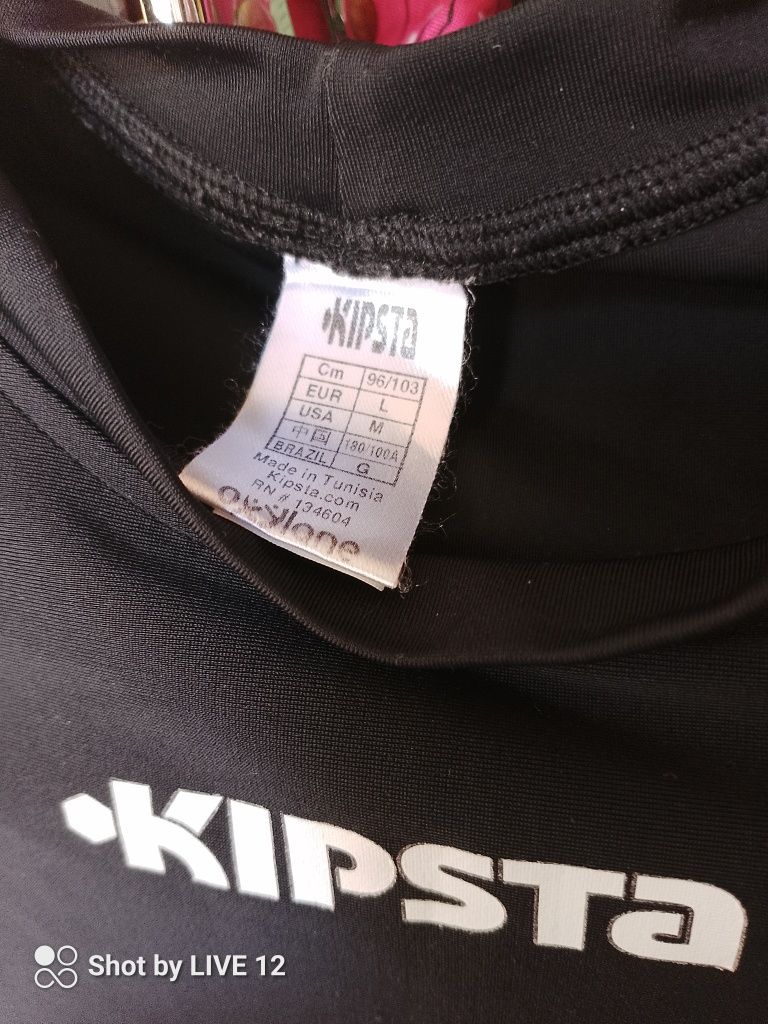 KIPSTA
Cm 96/103
EUR L
USA M
中国 180/100A
BRAZIL G
Made in Tunisia
Kipsta.com
RN # 134604
oxylane
KIPSTA
Shot by LIVE 12